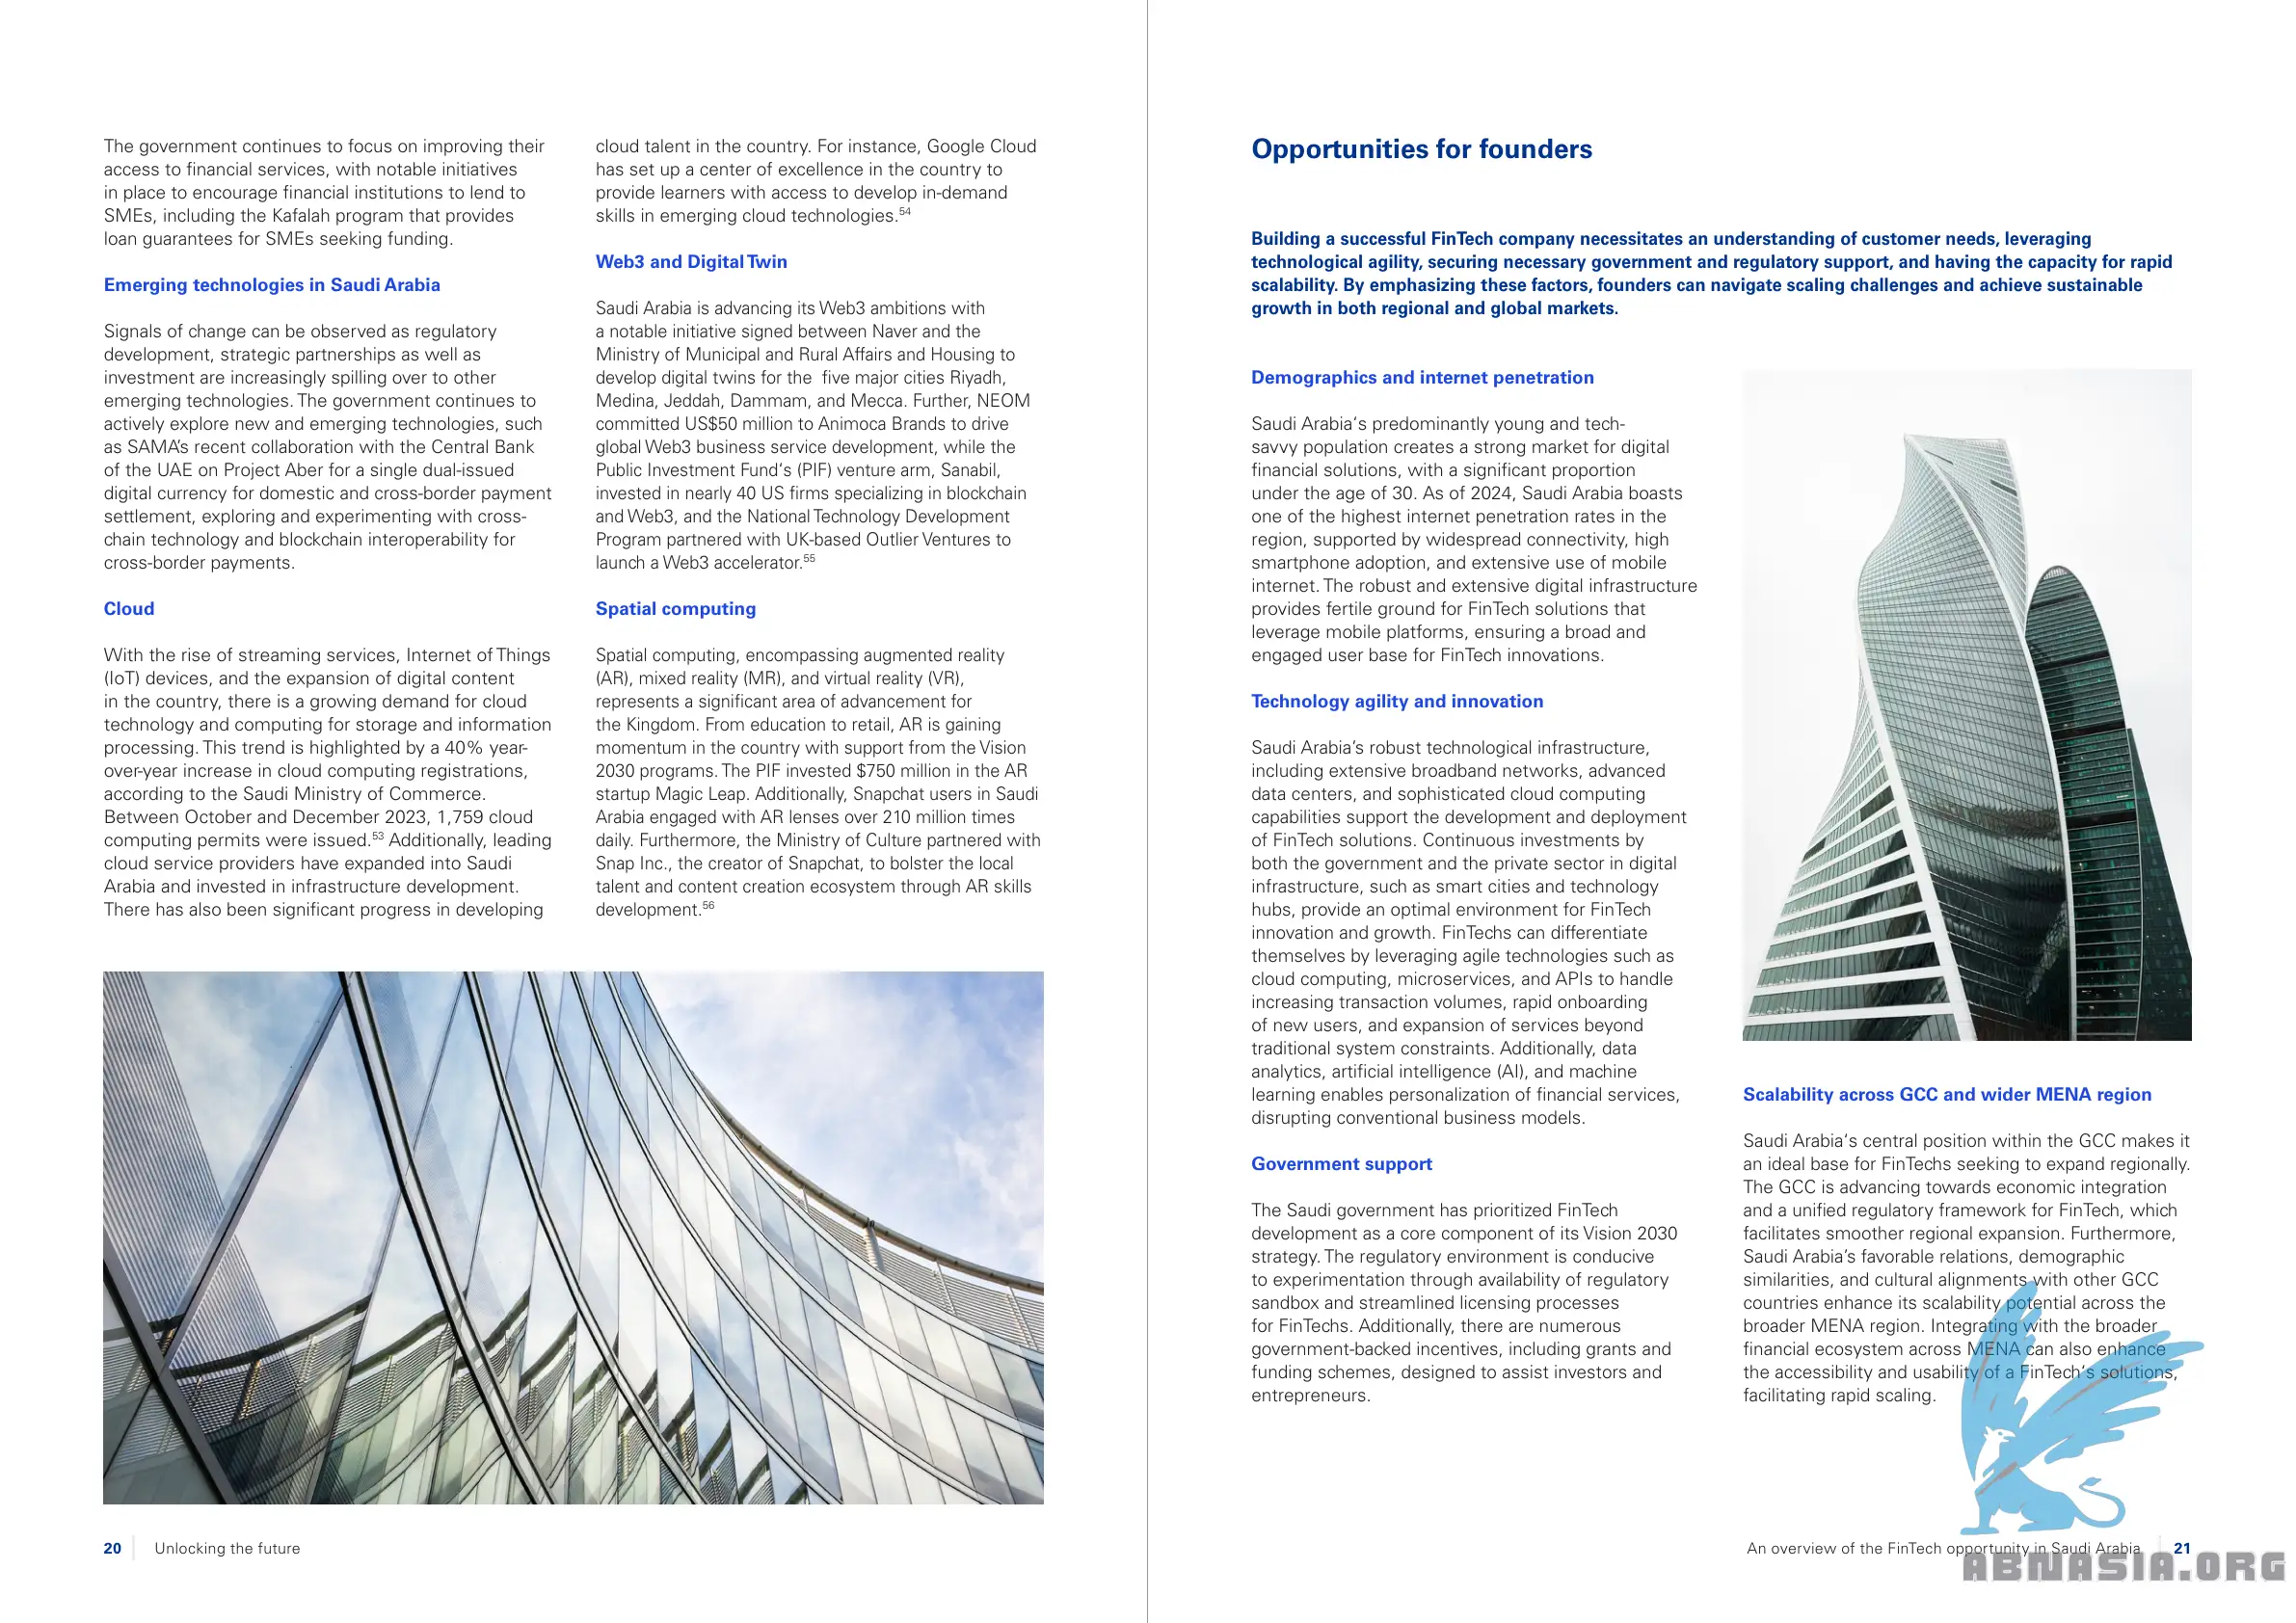 The government continues to focus on improving their
access to financial services, with notable initiatives
in place to encourage financial institutions to lend to
SMEs, including the Kafalah program that provides
loan guarantees for SMEs seeking funding.
Emerging technologies in Saudi Arabia
Signals of change can be observed as regulatory
development, strategic partnerships as well as
investment are increasingly spilling over to other
emerging technologies. The government continues to
actively explore new and emerging technologies, such
as SAMA's recent collaboration with the Central Bank
of the UAE on Project Aber for a single dual-issued
digital currency for domestic and cross-border payment
settlement, exploring and experimenting with cross-
chain technology and blockchain interoperability for
cross-border payments.
Cloud
With the rise of streaming services, Internet of Things
(IoT) devices, and the expansion of digital content
in the country, there is a growing demand for cloud
technology and computing for storage and information
processing. This trend is highlighted by a 40% year-
over-year increase in cloud computing registrations,
according to the Saudi Ministry of Commerce.
Between October and December 2023, 1,759 cloud
computing permits were issued.53 Additionally, leading
cloud service providers have expanded into Saudi
Arabia and invested in infrastructure development.
There has also been significant progress in developing
cloud talent in the country. For instance, Google Cloud
has set up a center of excellence in the country to
provide learners with access to develop in-demand
skills in emerging cloud technologies.54
Web3 and Digital Twin
Saudi Arabia is advancing its Web3 ambitions with
a notable initiative signed between Naver and the
Ministry of Municipal and Rural Affairs and Housing to
develop digital twins for the five major cities Riyadh,
Medina, Jeddah, Dammam, and Mecca. Further, NEOM
committed US$50 million to Animoca Brands to drive
global Web3 business service development, while the
Public Investment Fund's (PIF) venture arm, Sanabil,
invested in nearly 40 US firms specializing in blockchain
and Web3, and the National Technology Development
Program partnered with UK-based Outlier Ventures to
launch a Web3 accelerator.55
Spatial computing
Spatial computing, encompassing augmented reality
(AR), mixed reality (MR), and virtual reality (VR),
represents a significant area of advancement for
the Kingdom. From education to retail, AR is gaining
momentum in the country with support from the Vision
2030 programs. The PIF invested $750 million in the AR
startup Magic Leap. Additionally, Snapchat users in Saudi
Arabia engaged with AR lenses over 210 million times
daily. Furthermore, the Ministry of Culture partnered with
Snap Inc., the creator of Snapchat, to bolster the local
talent and content creation ecosystem through AR skills
development.56
20 Unlocking the future
Opportunities for founders
Building a successful FinTech company necessitates an understanding of customer needs, leveraging
technological agility, securing necessary government and regulatory support, and having the capacity for rapid
scalability. By emphasizing these factors, founders can navigate scaling challenges and achieve sustainable
growth in both regional and global markets.
Demographics and internet penetration
Saudi Arabia's predominantly young and tech-
savvy population creates a strong market for digital
financial solutions, with a significant proportion
under the age of 30. As of 2024, Saudi Arabia boasts
one of the highest internet penetration rates in the
region, supported by widespread connectivity, high
smartphone adoption, and extensive use of mobile
internet. The robust and extensive digital infrastructure
provides fertile ground for FinTech solutions that
leverage mobile platforms, ensuring a broad and
engaged user base for FinTech innovations.
Technology agility and innovation
Saudi Arabia's robust technological infrastructure,
including extensive broadband networks, advanced
data centers, and sophisticated cloud computing
capabilities support the development and deployment
of FinTech solutions. Continuous investments by
both the government and the private sector in digital
infrastructure, such as smart cities and technology
hubs, provide an optimal environment for FinTech
innovation and growth. FinTechs can differentiate
themselves by leveraging agile technologies such as
cloud computing, microservices, and APIs to handle
increasing transaction volumes, rapid onboarding
of new users, and expansion of services beyond
traditional system constraints. Additionally, data
analytics, artificial intelligence (AI), and machine
learning enables personalization of financial services,
disrupting conventional business models.
Government support
The Saudi government has prioritized FinTech
development as a core component of its Vision 2030
strategy. The regulatory environment is conducive
to experimentation through availability of regulatory
sandbox and streamlined licensing processes
for FinTechs. Additionally, there are numerous
government-backed incentives, including grants and
funding schemes, designed to assist investors and
entrepreneurs.
Scalability across GCC and wider MENA region
Saudi Arabia's central position within the GCC makes it
an ideal base for FinTechs seeking to expand regionally.
The GCC is advancing towards economic integration
and a unified regulatory framework for FinTech, which
facilitates smoother regional expansion. Furthermore,
Saudi Arabia's favorable relations, demographic
similarities, and cultural alignments with other GCC
countries enhance its scalability potential across the
broader MENA region. Integrating with the broader
financial ecosystem across MENA can also enhance
the accessibility and usability of a FinTech's solutions,
facilitating rapid scaling.
An overview of the FinTech opportunity in Saudi Arabia 21
ABNASIA.ORG